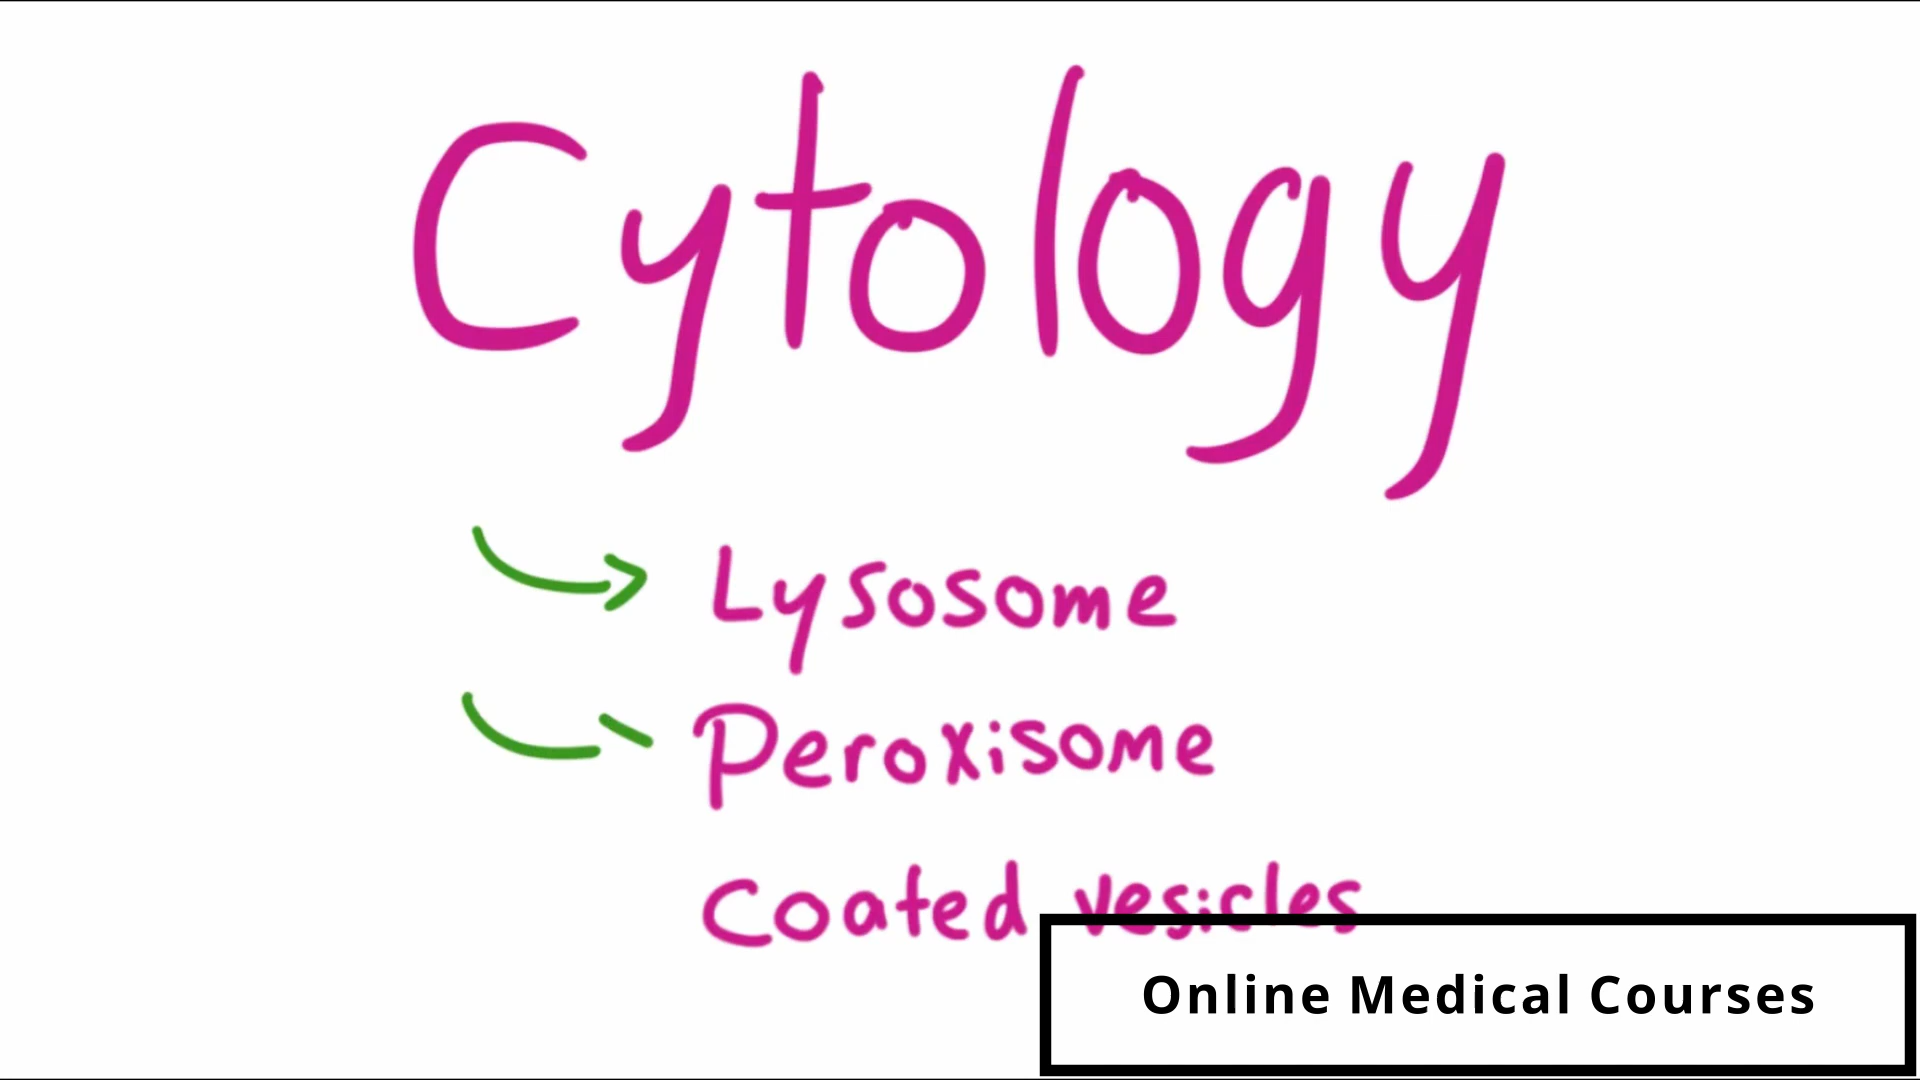 Cytology
Lysosome
Peroxisome
Coated vesicles
Online Medical Courses